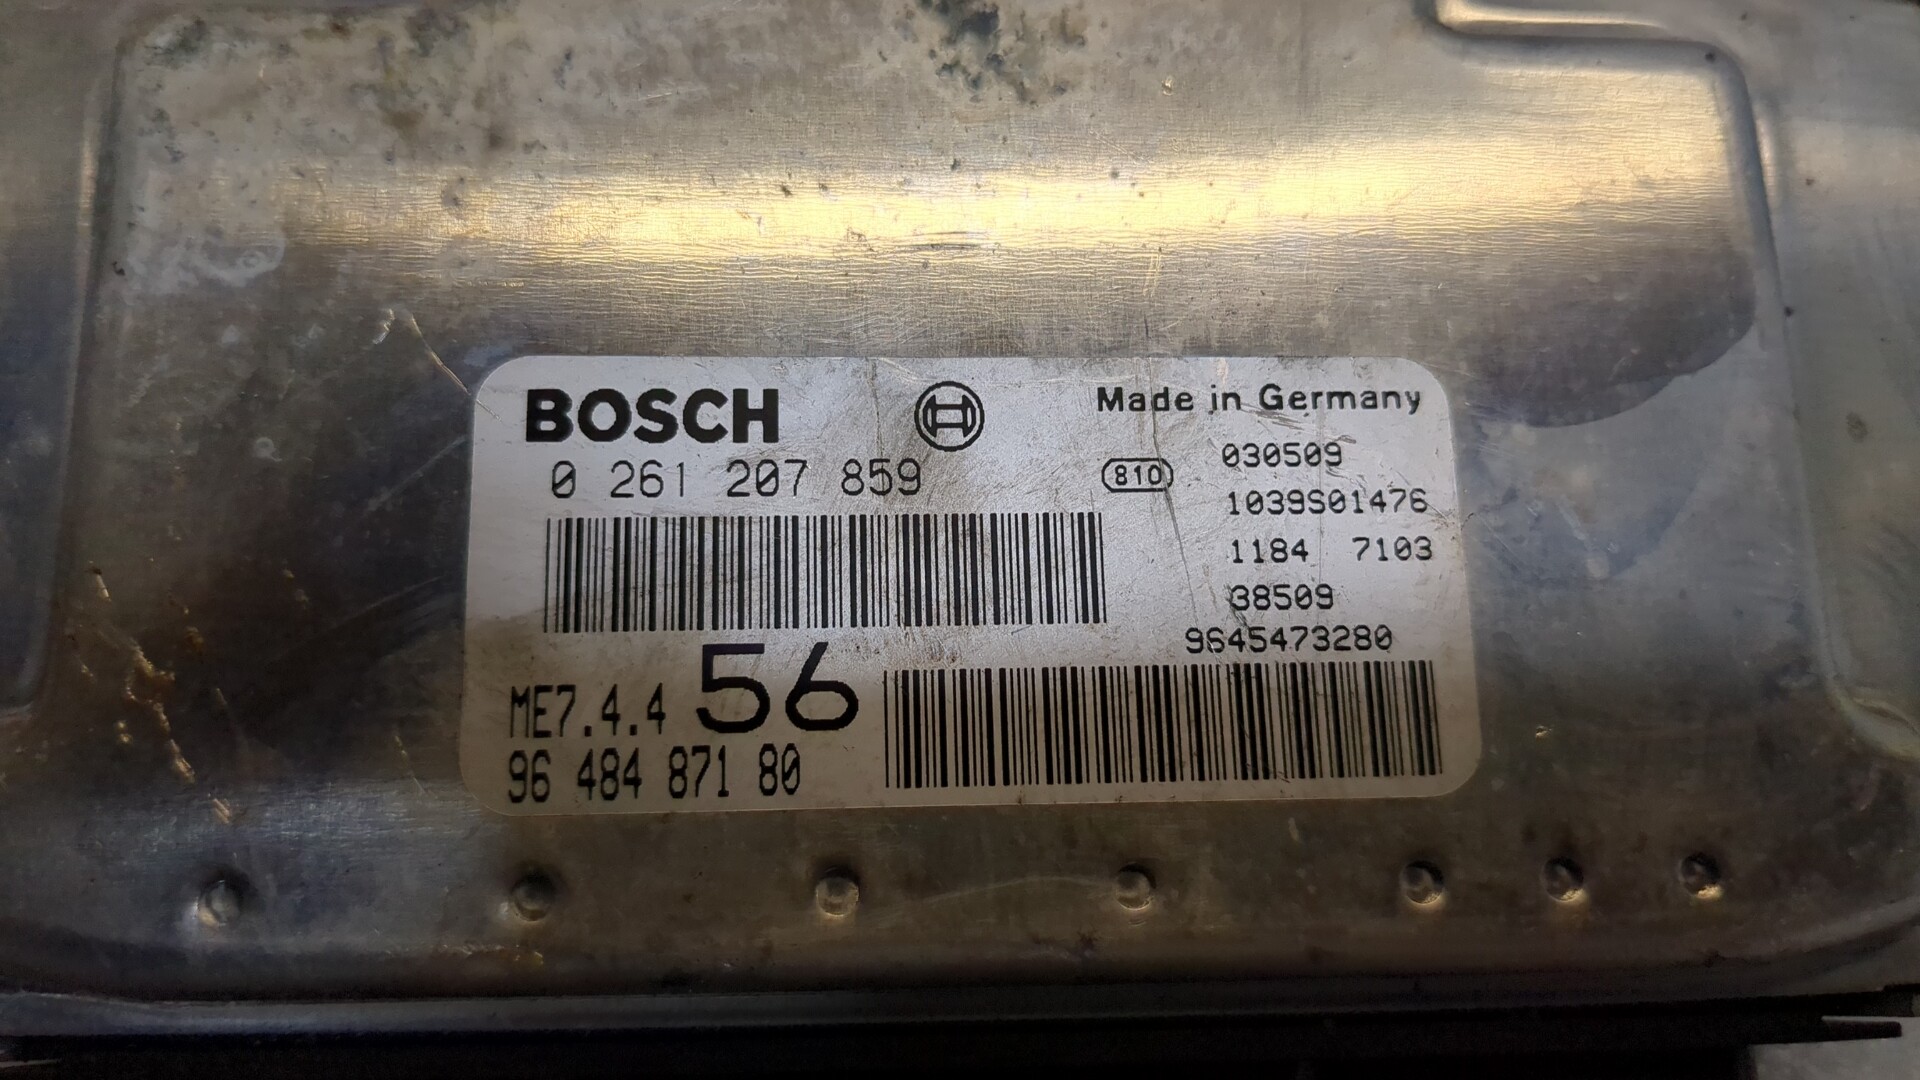 BOSCH
Made in Germany
0 261 207 859
810
030509
1039S01476
1184 7103
38509
9645473280
ME7.4.4 56
96 484 871 80